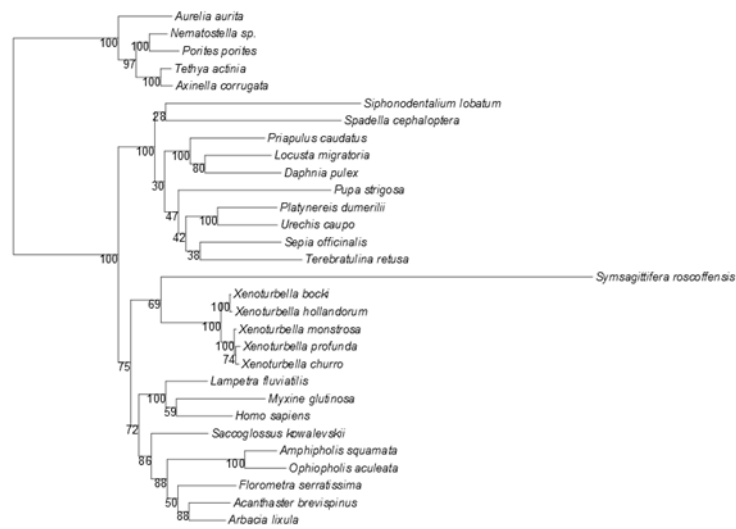 Aurelia aurita
100
Nematostella sp.
100
Porites porites
97
Tethya actinia
100
Axinella corrugata
Siphonodentalium lobatum
28
Spadella cephaloptera
Priapulus caudatus
100
100
Locusta migratoria
80
Daphnia pulex
30
Pupa strigosa
47
Platynereis dumerilii
100
Urechis caupo
42
Sepia officinalis
38
100
Terebratulina retusa
Symsagittifera roscoffensis
Xenoturbella bocki
69
100
Xenoturbella hollandorum
100
Xenoturbella monstrosa
100
Xenoturbella profunda
74
75
Xenoturbella churro
Lampetra fluviatilis
100
Myxine glutinosa
59
Homo sapiens
72
Saccoglossus kowalevskii
Amphipholis squamata
86
100
Ophiopholis aculeata
88
Florometra serratissima
50
Acanthaster brevispinus
88
Arbacia lixula